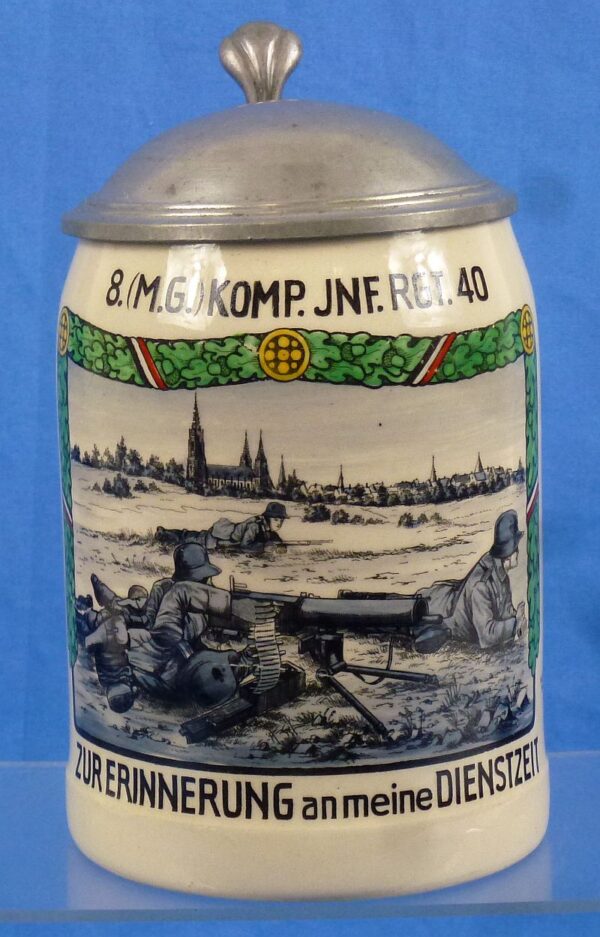 8.(M.G.) KOMP. JNF. RGT. 40
ZUR ERINNERUNG an meine DIENSTZEIT